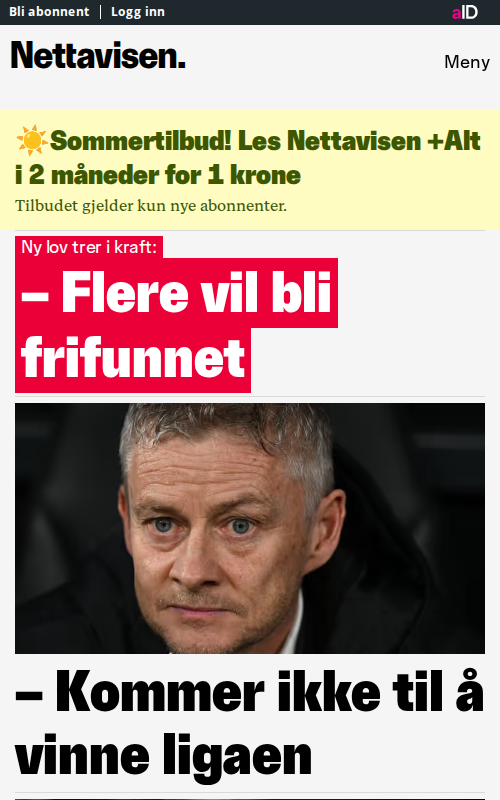 Bli abonnent
Logg inn
aID
Nettavisen.
Meny
☀️Sommertilbud! Les Nettavisen +Alt
i 2 måneder for 1 krone
Tilbudet gjelder kun nye abonnenter.
Ny lov trer i kraft:
– Flere vil bli
frifunnet
– Kommer ikke til å
vinne ligaen